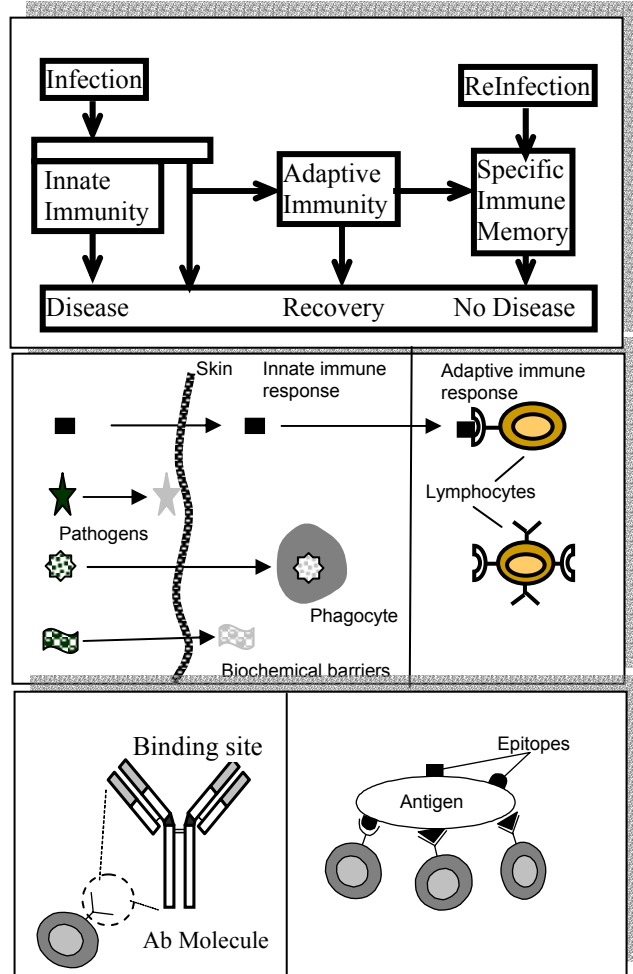 Infection
ReInfection
Innate
Immunity
Adaptive
Immunity
Specific
Immune
Memory
Disease
Recovery
No Disease
Skin
Innate immune
response
Adaptive immune
response
Pathogens
Lymphocytes
Phagocyte
Biochemical barriers
Binding site
Ab Molecule
Epitopes
Antigen